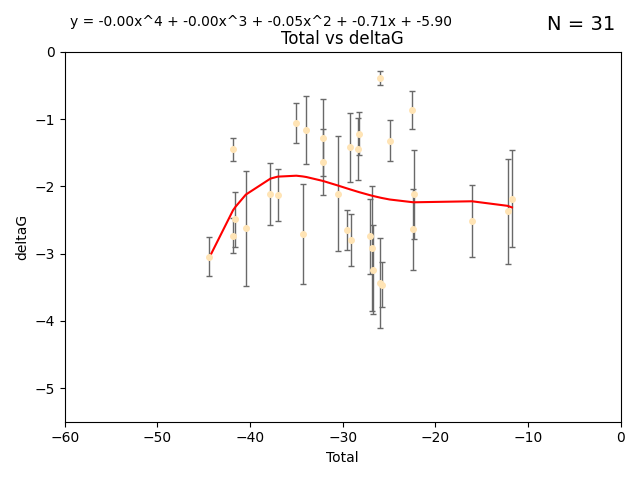 y = -0.00x^4 + -0.00x^3 + -0.05x^2 + -0.71x + -5.90
N = 31
Total vs deltaG
0
−1
−2
−3
−4
−5
deltaG
−60
−50
−40
−30
−20
−10
0
Total